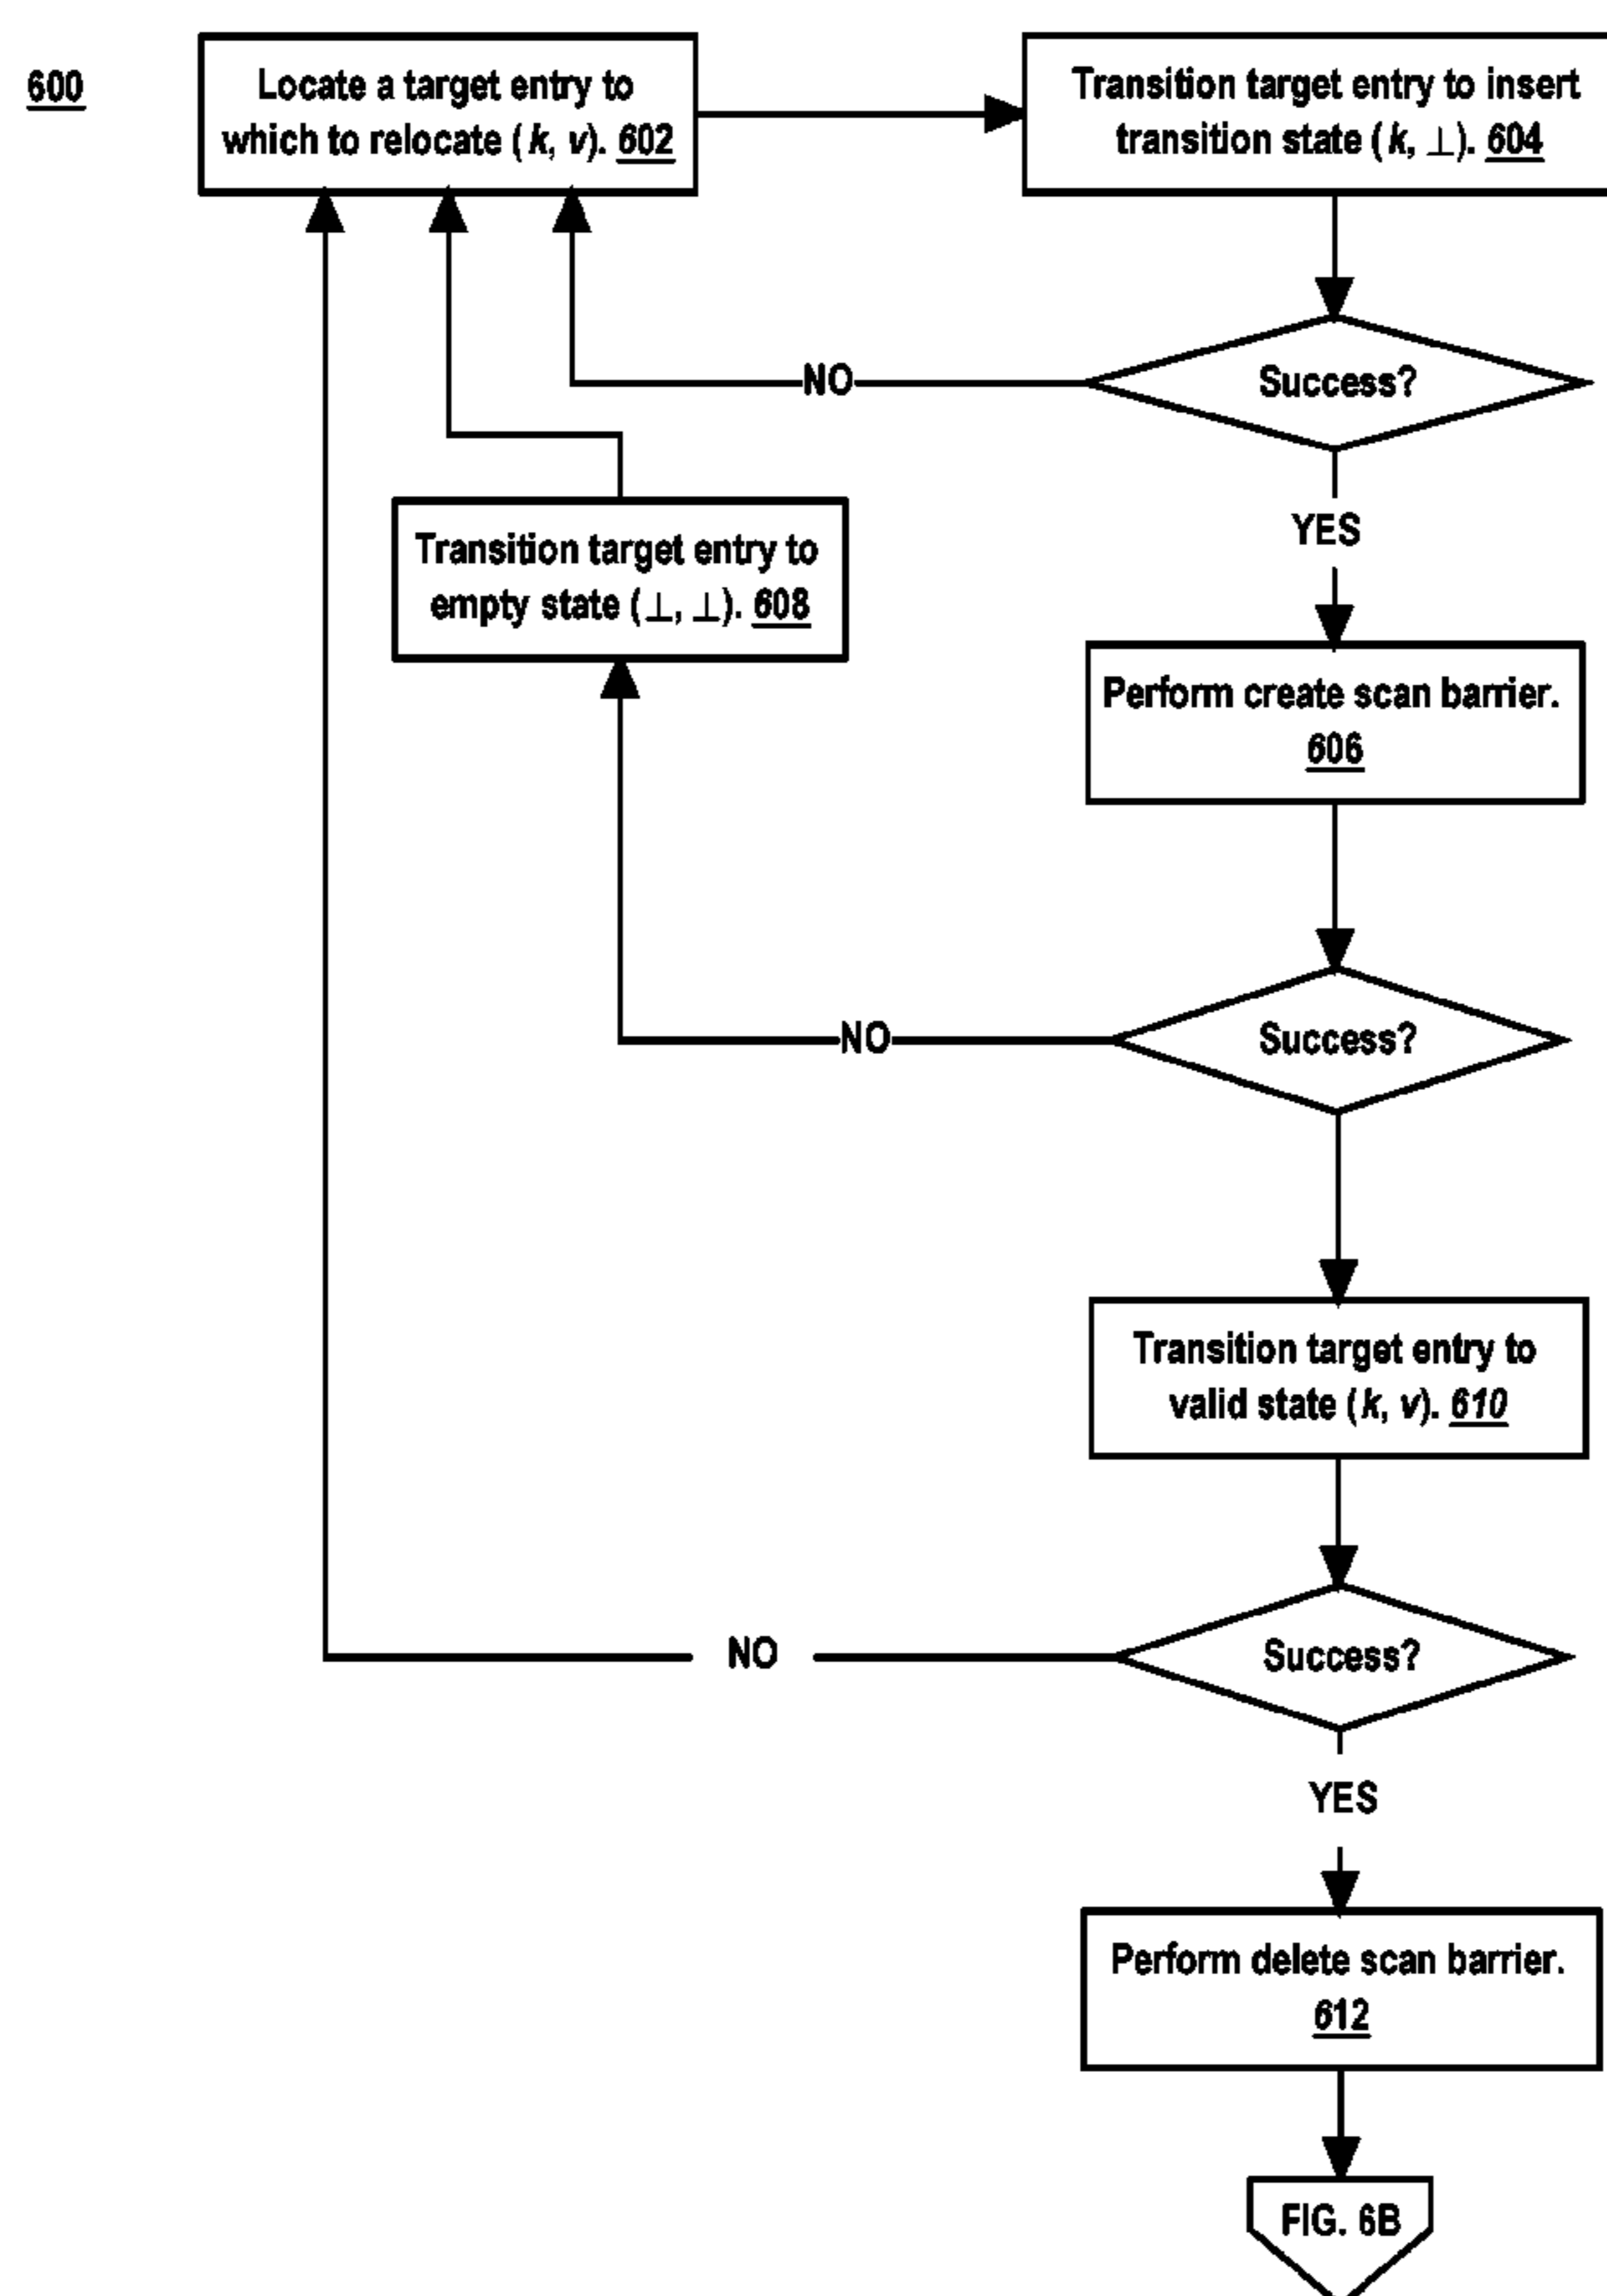 600
Locate a target entry to
which to relocate (k, v). 602
Transition target entry to insert
transition state (k, ⊥). 604
Success?
NO
YES
Transition target entry to
empty state (⊥, ⊥). 608
Perform create scan barrier.
606
Success?
NO
Transition target entry to
valid state (k, v). 610
Success?
NO
YES
Perform delete scan barrier.
612
FIG. 6B